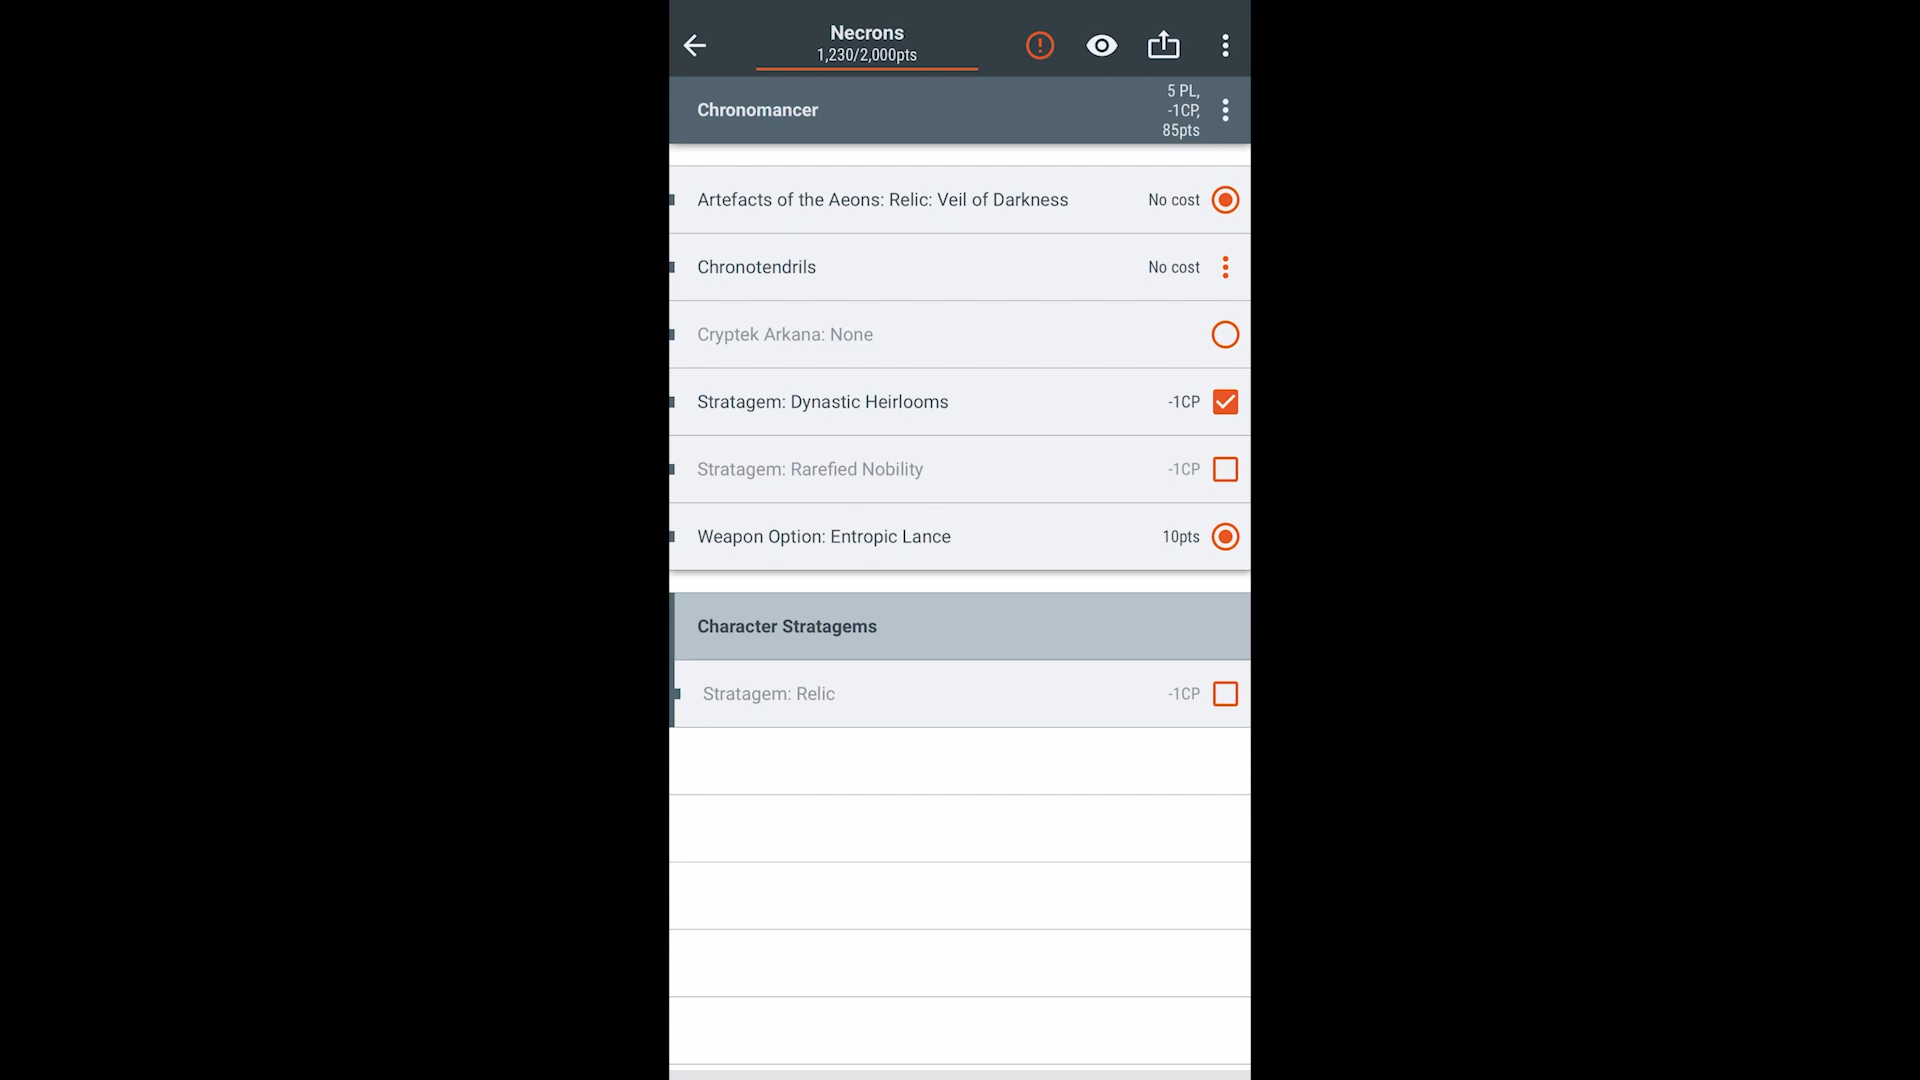 Necrons
1,230/2,000pts
Chronomancer
5 PL,
-1CP,
85pts
Artefacts of the Aeons: Relic: Veil of Darkness
No cost
Chronotendrils
No cost
Cryptek Arkana: None
Stratagem: Dynastic Heirlooms
-1CP
Stratagem: Rarefied Nobility
-1CP
Weapon Option: Entropic Lance
10pts
Character Stratagems
Stratagem: Relic
-1CP